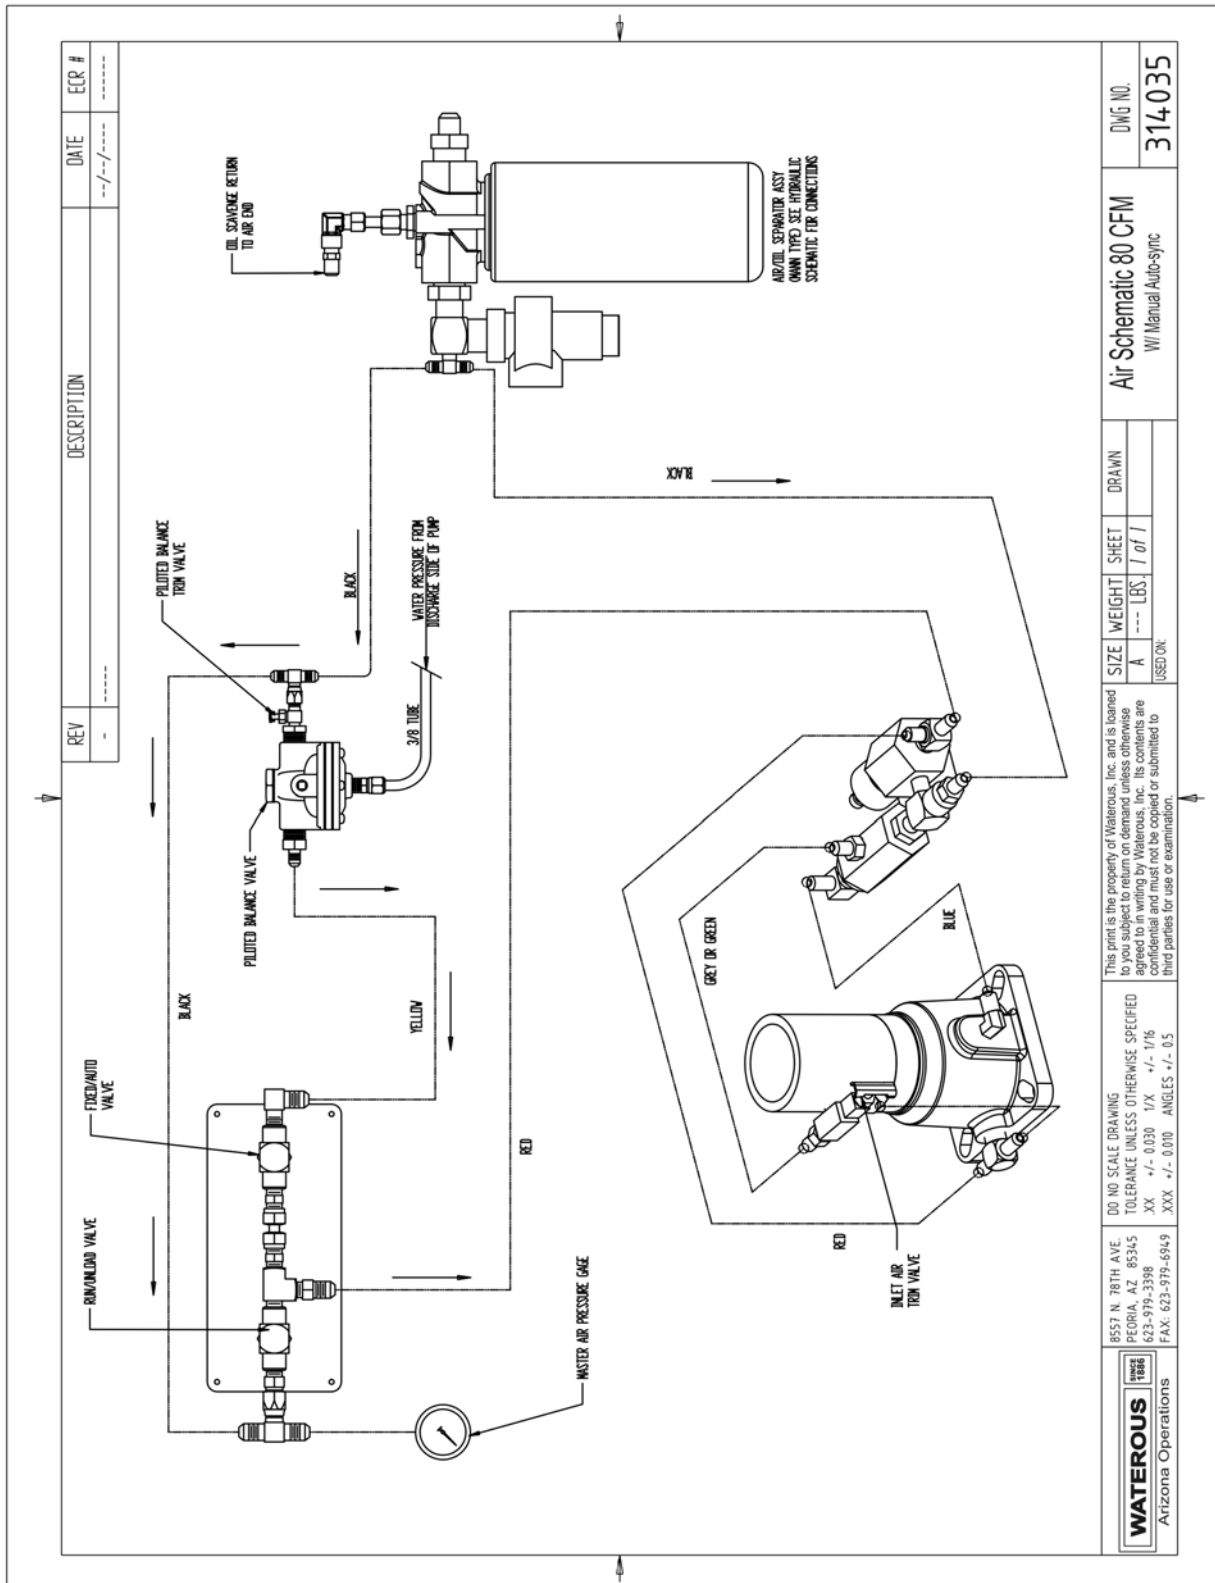 REV
DESCRIPTION
DATE
ECR #
-
-----
--/--/----
------
OIL SCAVENGE RETURN
TO AIR END
AIR/OIL SEPARATOR ASSY
(MANN TYPE) SEE HYDRAULIC
SCHEMATIC FOR CONNECTIONS
PILOTED BALANCE
TRIM VALVE
BLACK
WATER PRESSURE FROM
DISCHARGE SIDE OF PUMP
3/8 TUBE
PILOTED BALANCE VALVE
BLACK
BLACK
YELLOW
FIXED/AUTO
VALVE
RUN/UNLOAD VALVE
RED
MASTER AIR PRESSURE GAGE
GREY OR GREEN
BLUE
RED
INLET AIR
TRIM VALVE
WATEROUS
SINCE
1886
Arizona Operations
8557 N. 78TH AVE.
PEORIA, AZ 85345
623-979-3398
FAX: 623-979-6949
DO NO SCALE DRAWING
TOLERANCE UNLESS OTHERWISE SPECIFIED
.XX +/- 0.030 1/X +/- 1/16
.XXX +/- 0.010 ANGLES +/- 0.5
This print is the property of Waterous, Inc. and is loaned
to you subject to return on demand unless otherwise
agreed to in writing by Waterous, Inc. Its contents are
confidential and must not be copied or submitted to
third parties for use or examination.
SIZE
WEIGHT
SHEET
DRAWN
A
--- LBS.
1 of 1
USED ON:
Air Schematic 80 CFM
W/ Manual Auto-sync
DWG NO.
314035